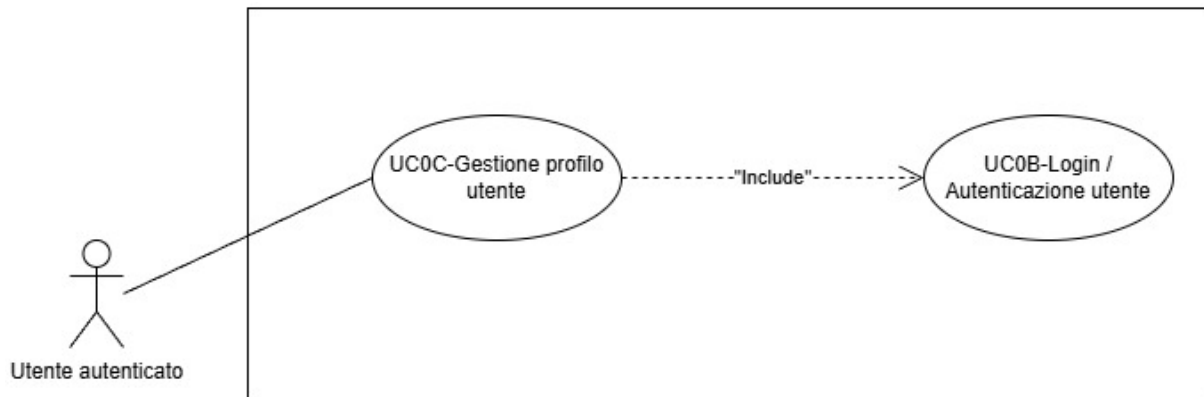 UC0C-Gestione profilo
utente
"Include"
UC0B-Login /
Autenticazione utente
Utente autenticato